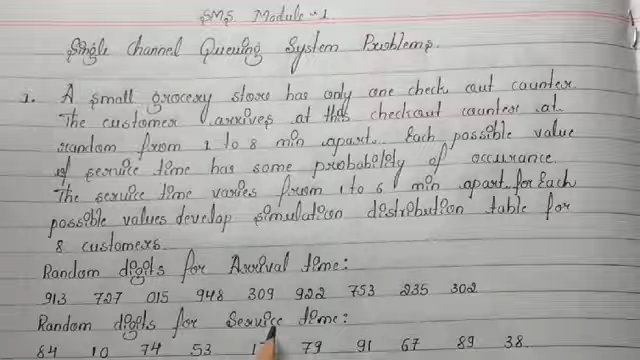 SMS Module-1
Single Channel Queuing System Problems.
1. A small grocery store has only one check out counter.
The customer arrives at this checkout counter at
random from 1 to 8 min apart. Each possible value
of service time has some probability of occurance.
The service time varies from 1 to 6 min apart. for Each
possible values develop simulation distribution table for
8 customers.
Random digits for Arrival time:
913 727 015 948 309 922 753 235 302
Random digits for Service time:
84 10 74 53 79 91 67 89 38